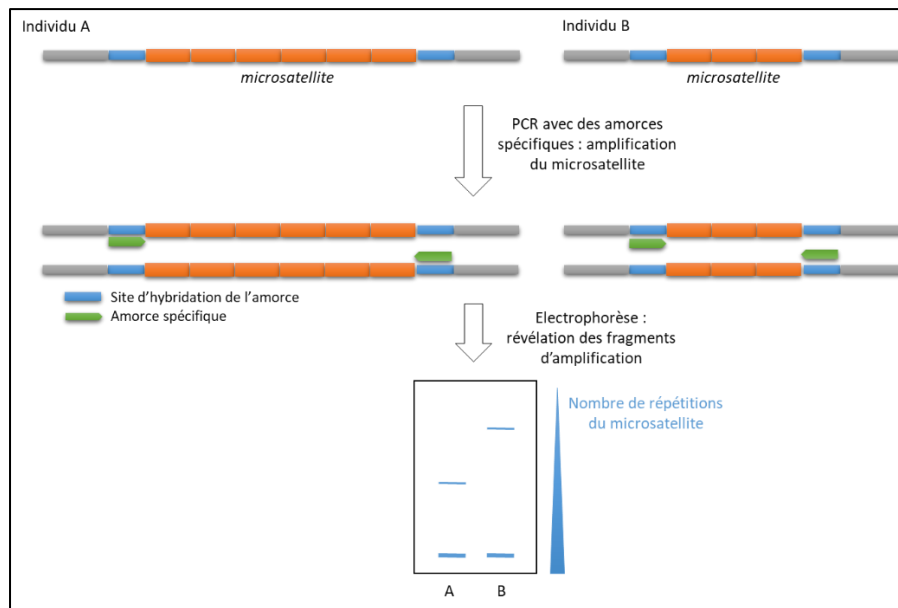 Individu A
Individu B
microsatellite
microsatellite
PCR avec des amorces
spécifiques : amplification
du microsatellite
Site d'hybridation de l'amorce
Amorce spécifique
Electrophorèse :
révélation des fragments
d'amplification
Nombre de répétitions
du microsatellite
A
B